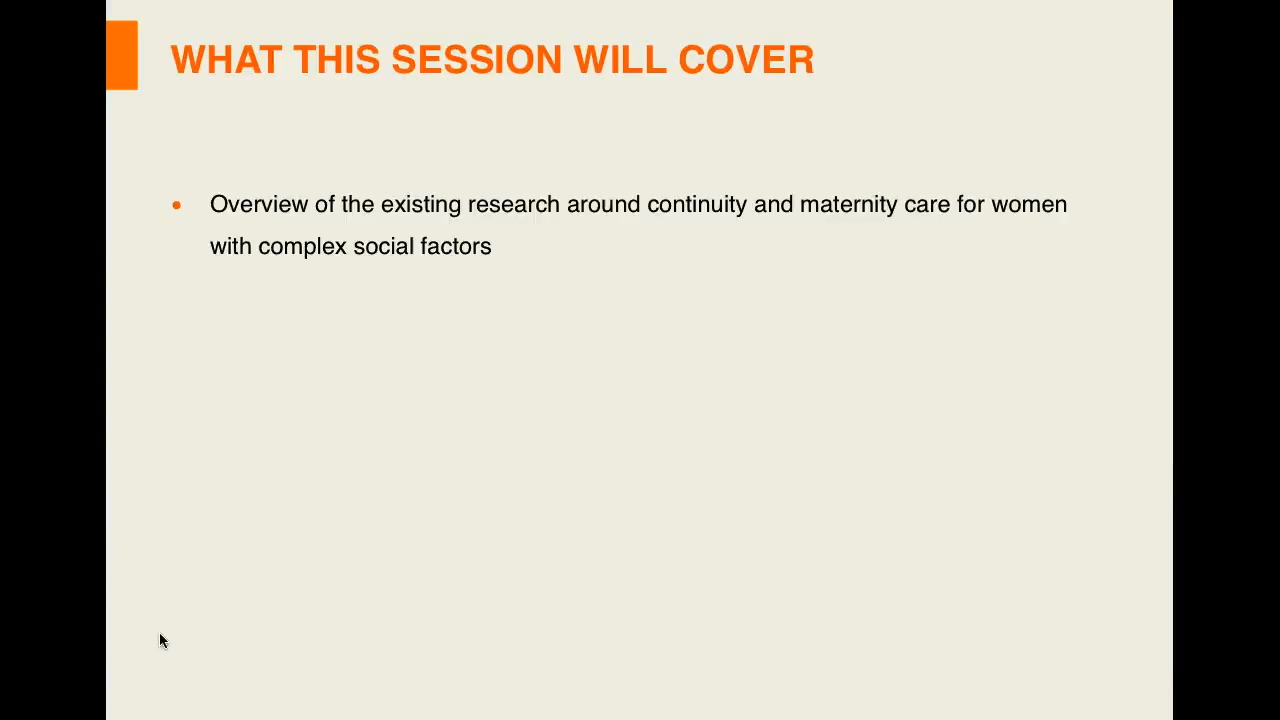 WHAT THIS SESSION WILL COVER
• Overview of the existing research around continuity and maternity care for women
with complex social factors